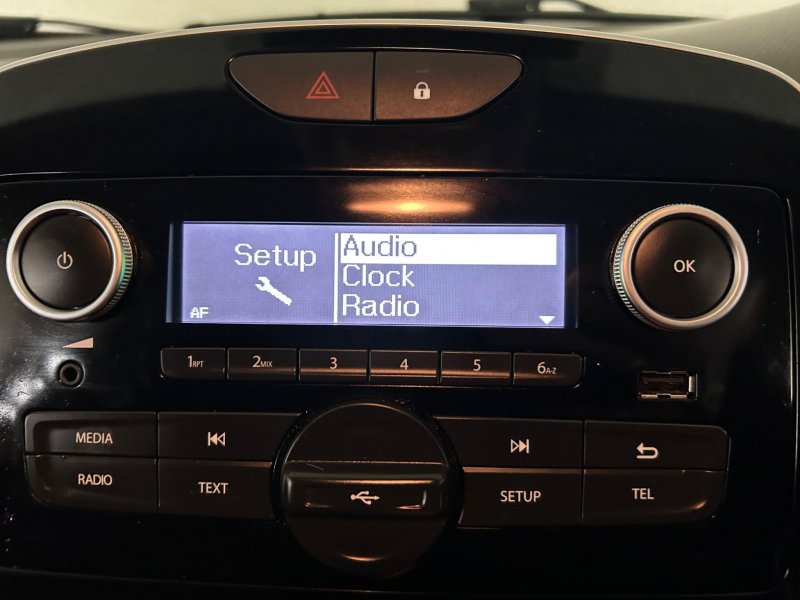 Setup
Audio
Clock
Radio
AF
OK
1RPT
2MIX
3
4
5
6A-Z
MEDIA
RADIO
TEXT
SETUP
TEL